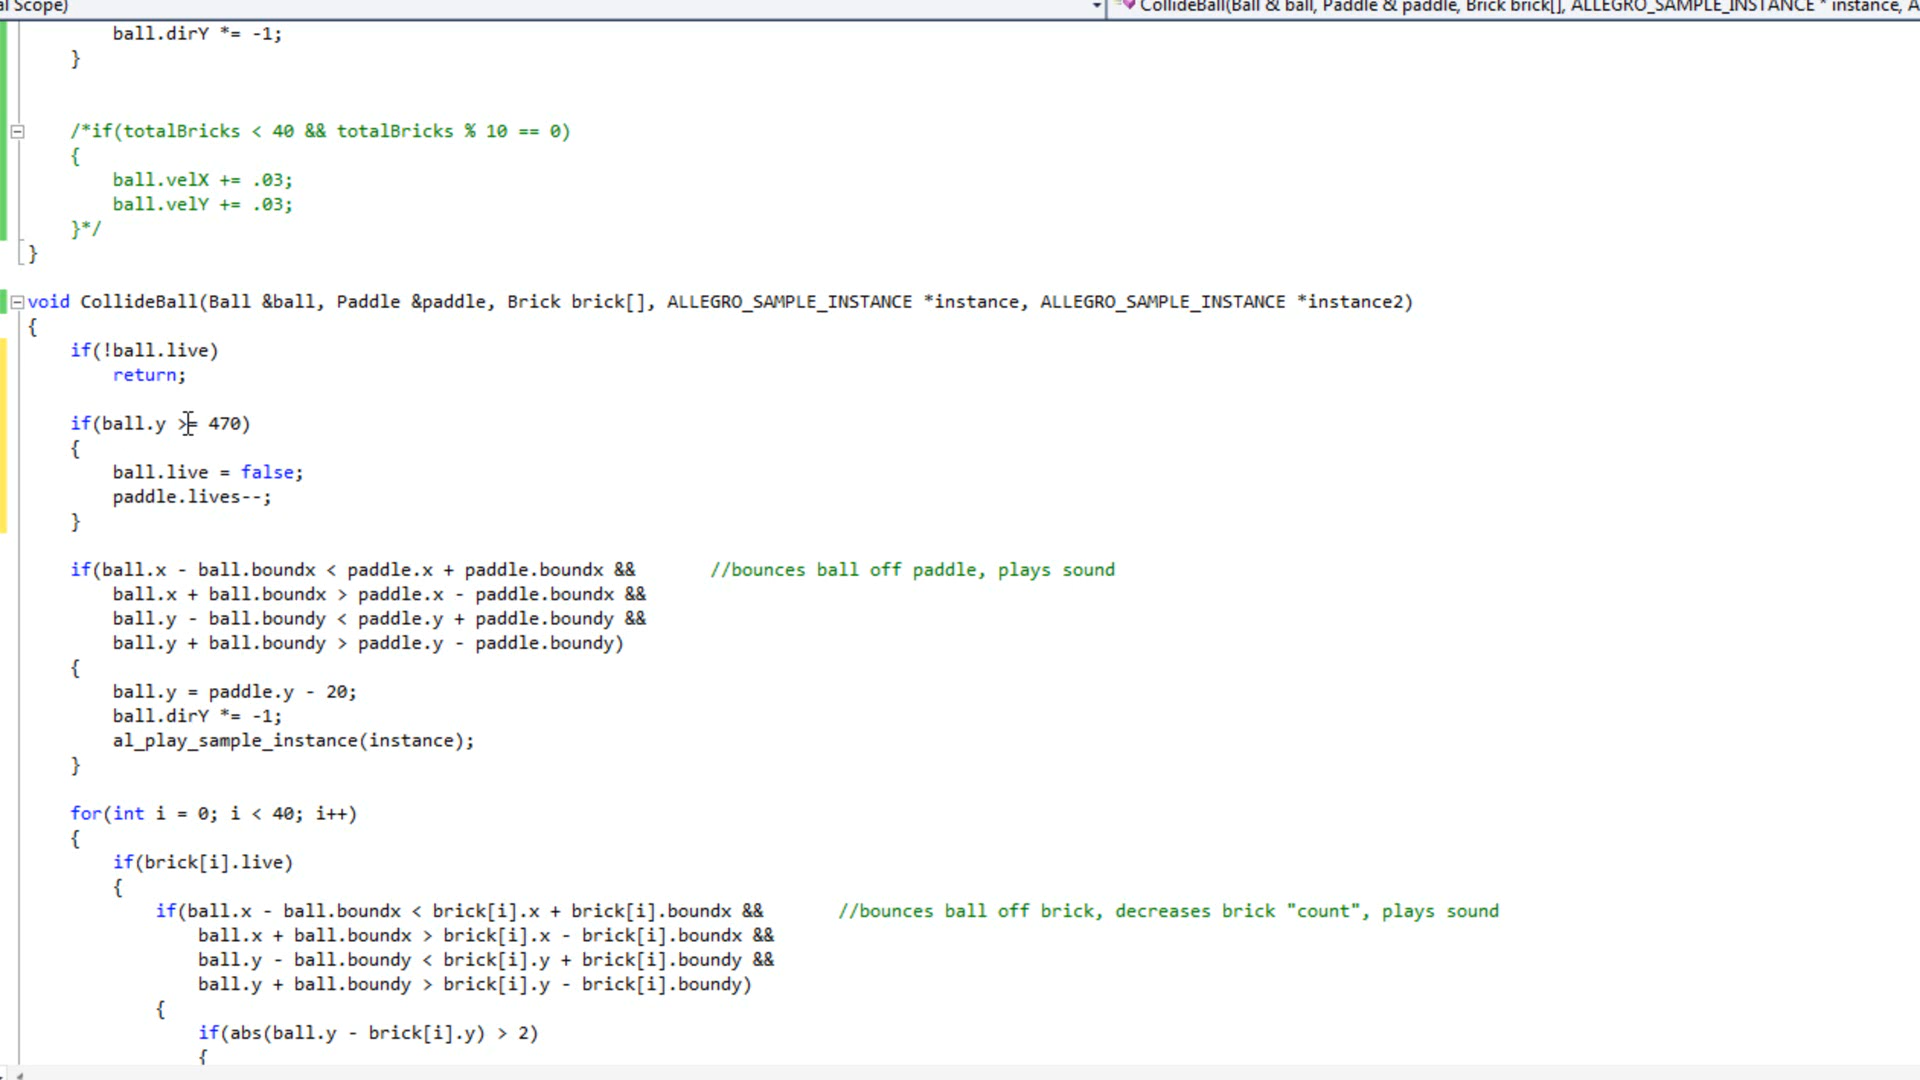 al Scope)
CollideBall(Ball & ball, Paddle & paddle, Brick brick[], ALLEGRO_SAMPLE_INSTANCE * instance, A
ball.dirY *= -1;
}
/*if(totalBricks < 40 && totalBricks % 10 == 0)
{
ball.velX += .03;
ball.velY += .03;
}*/
}
void CollideBall(Ball &ball, Paddle &paddle, Brick brick[], ALLEGRO_SAMPLE_INSTANCE *instance, ALLEGRO_SAMPLE_INSTANCE *instance2)
{
if(!ball.live)
return;
if(ball.y >= 470)
{
ball.live = false;
paddle.lives--;
}
if(ball.x - ball.boundx < paddle.x + paddle.boundx && //bounces ball off paddle, plays sound
ball.x + ball.boundx > paddle.x - paddle.boundx &&
ball.y - ball.boundy < paddle.y + paddle.boundy &&
ball.y + ball.boundy > paddle.y - paddle.boundy)
{
ball.y = paddle.y - 20;
ball.dirY *= -1;
al_play_sample_instance(instance);
}
for(int i = 0; i < 40; i++)
{
if(brick[i].live)
{
if(ball.x - ball.boundx < brick[i].x + brick[i].boundx && //bounces ball off brick, decreases brick "count", plays sound
ball.x + ball.boundx > brick[i].x - brick[i].boundx &&
ball.y - ball.boundy < brick[i].y + brick[i].boundy &&
ball.y + ball.boundy > brick[i].y - brick[i].boundy)
{
if(abs(ball.y - brick[i].y) > 2)
{